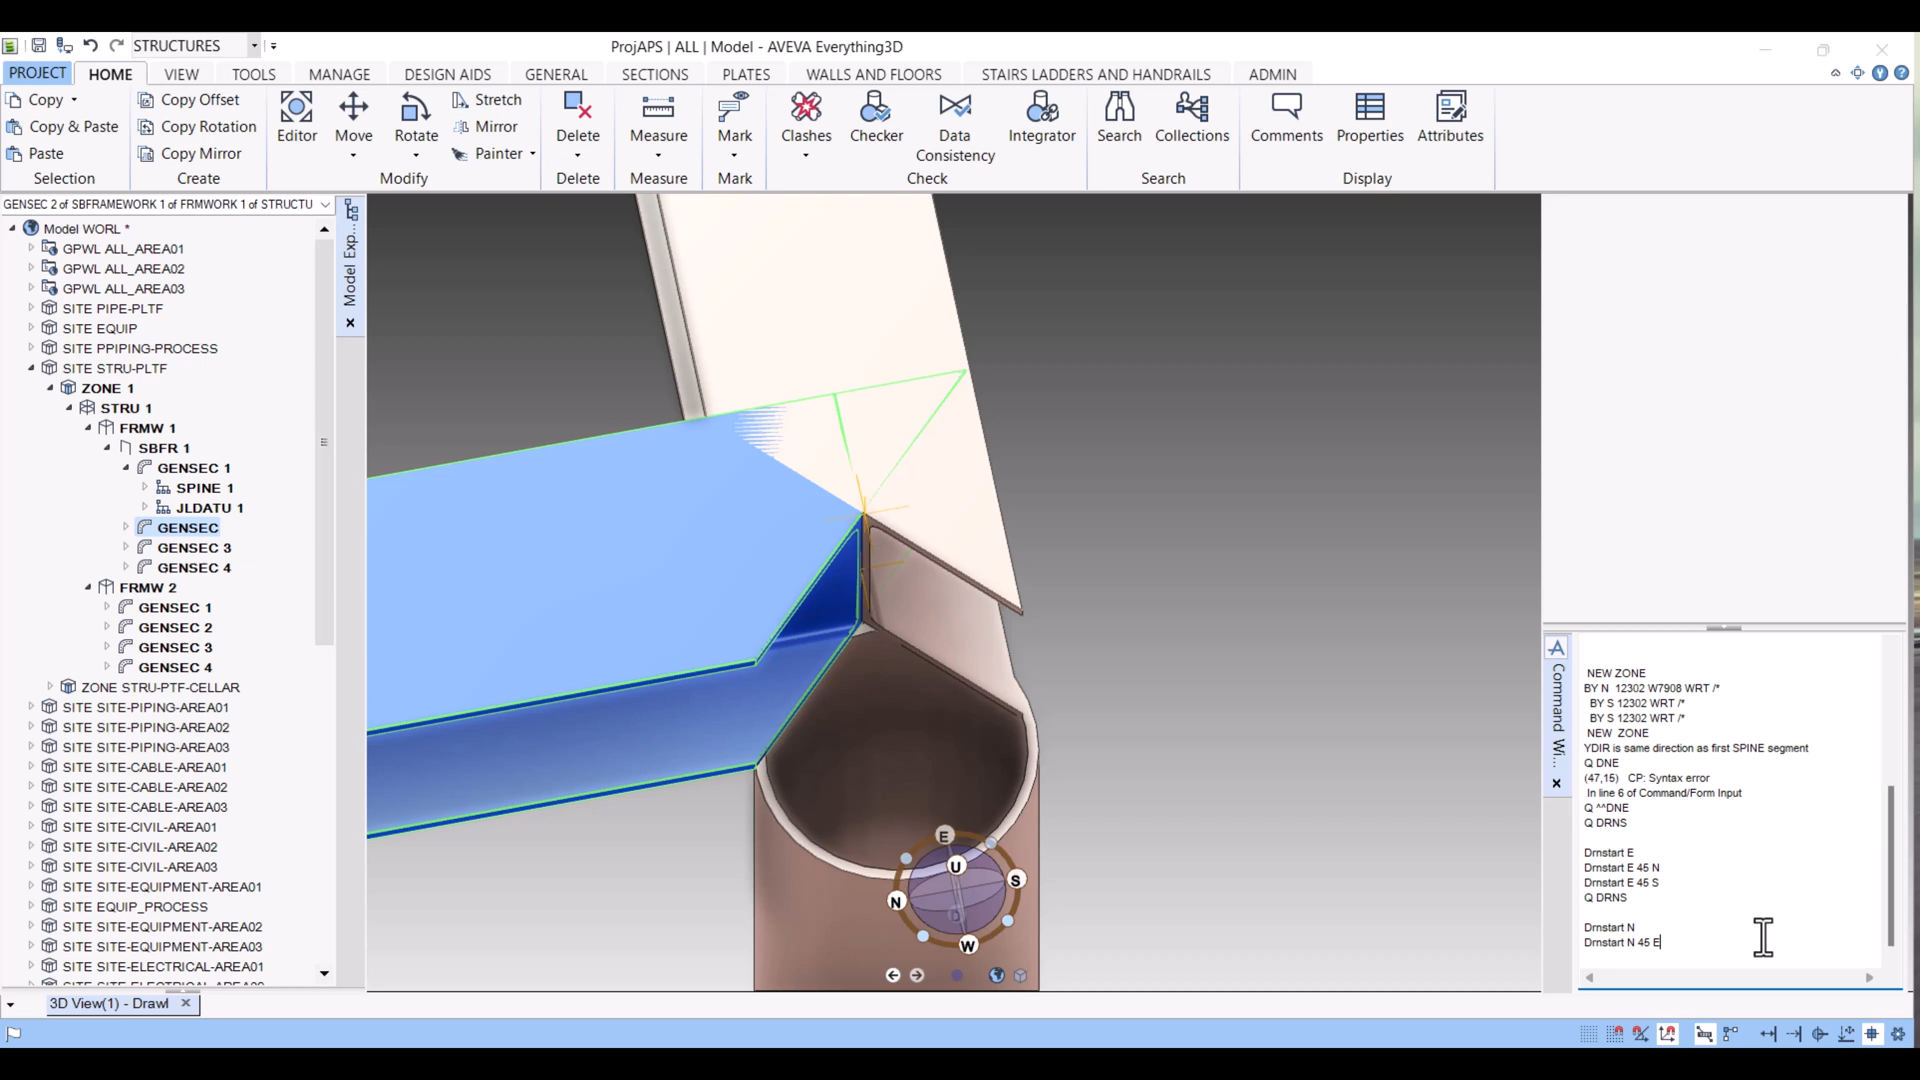 STRUCTURES
ProjAPS | ALL | Model - AVEVA Everything3D
PROJECT
HOME
VIEW
TOOLS
MANAGE
DESIGN AIDS
GENERAL
SECTIONS
PLATES
WALLS AND FLOORS
STAIRS LADDERS AND HANDRAILS
ADMIN
Copy
Copy & Paste
Paste
Selection
Copy Offset
Copy Rotation
Copy Mirror
Create
Editor
Move
Rotate
Stretch
Mirror
Painter
Modify
Delete
Delete
Measure
Measure
Mark
Mark
Clashes
Checker
Data
Consistency
Integrator
Check
Search
Collections
Search
Comments
Properties
Attributes
Display
GENSEC 2 of SBFRAMEWORK 1 of FRMWORK 1 of STRUCTU
Model Exp...
Model WORL *
GPWL ALL_AREA01
GPWL ALL_AREA02
GPWL ALL_AREA03
SITE PIPE-PLTF
SITE EQUIP
SITE PPIPING-PROCESS
SITE STRU-PLTF
ZONE 1
STRU 1
FRMW 1
SBFR 1
GENSEC 1
SPINE 1
JLDATU 1
GENSEC
GENSEC 3
GENSEC 4
FRMW 2
GENSEC 1
GENSEC 2
GENSEC 3
GENSEC 4
ZONE STRU-PTF-CELLAR
SITE SITE-PIPING-AREA01
SITE SITE-PIPING-AREA02
SITE SITE-PIPING-AREA03
SITE SITE-CABLE-AREA01
SITE SITE-CABLE-AREA02
SITE SITE-CABLE-AREA03
SITE SITE-CIVIL-AREA01
SITE SITE-CIVIL-AREA02
SITE SITE-CIVIL-AREA03
SITE SITE-EQUIPMENT-AREA01
SITE EQUIP_PROCESS
SITE SITE-EQUIPMENT-AREA02
SITE SITE-EQUIPMENT-AREA03
SITE SITE-ELECTRICAL-AREA01
E
U
S
N
D
W
Command Wi...
NEW ZONE
BY N 12302 W7908 WRT /*
BY S 12302 WRT /*
BY S 12302 WRT /*
NEW ZONE
YDIR is same direction as first SPINE segment
Q DNE
(47,15) CP: Syntax error
In line 6 of Command/Form Input
Q ^^DNE
Q DRNS
Drnstart E
Drnstart E 45 N
Drnstart E 45 S
Q DRNS
Drnstart N
Drnstart N 45 E
3D View(1) - Drawl